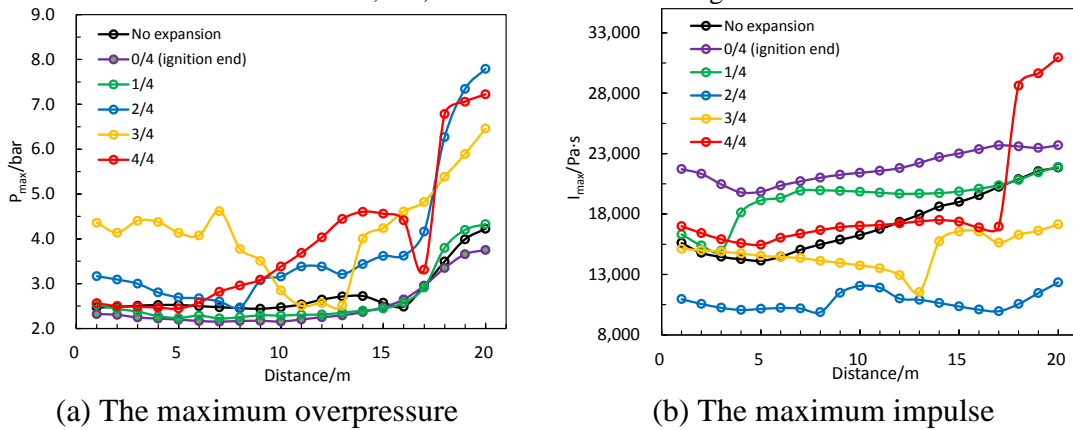 9.0
8.0
7.0
6.0
5.0
4.0
3.0
2.0
P_max/bar
No expansion
0/4 (ignition end)
1/4
2/4
3/4
4/4
0 5 10 15 20
Distance/m
(a) The maximum overpressure
33,000
28,000
23,000
18,000
13,000
8,000
I_max/Pa·s
No expansion
0/4 (ignition end)
1/4
2/4
3/4
4/4
0 5 10 15 20
Distance/m
(b) The maximum impulse